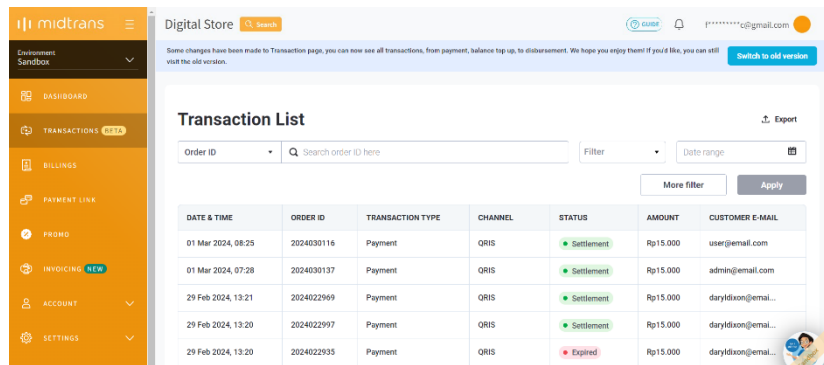 midtrans
Digital Store
Search
GUIDE
r*********c@gmail.com
Environment
Sandbox
Some changes have been made to Transaction page, you can now see all transactions, from payment, balance top up, to disbursement. We hope you enjoy them! If you'd like, you can still
visit the old version.
Switch to old version
DASHBOARD
TRANSACTIONS BETA
BILLINGS
PAYMENT LINK
PROMO
INVOICING NEW
ACCOUNT
SETTINGS
Transaction List
Export
Order ID
Search order ID here
Filter
Date range
More filter
Apply
DATE & TIME ORDER ID TRANSACTION TYPE CHANNEL STATUS AMOUNT CUSTOMER E-MAIL
01 Mar 2024, 08:25 2024030116 Payment QRIS Settlement Rp15.000 user@email.com
01 Mar 2024, 07:28 2024030137 Payment QRIS Settlement Rp15.000 admin@email.com
29 Feb 2024, 13:21 2024022969 Payment QRIS Settlement Rp15.000 daryldixon@emai...
29 Feb 2024, 13:20 2024022997 Payment QRIS Settlement Rp15.000 daryldixon@emai...
29 Feb 2024, 13:20 2024022935 Payment QRIS Expired Rp15.000 daryldixon@emai...